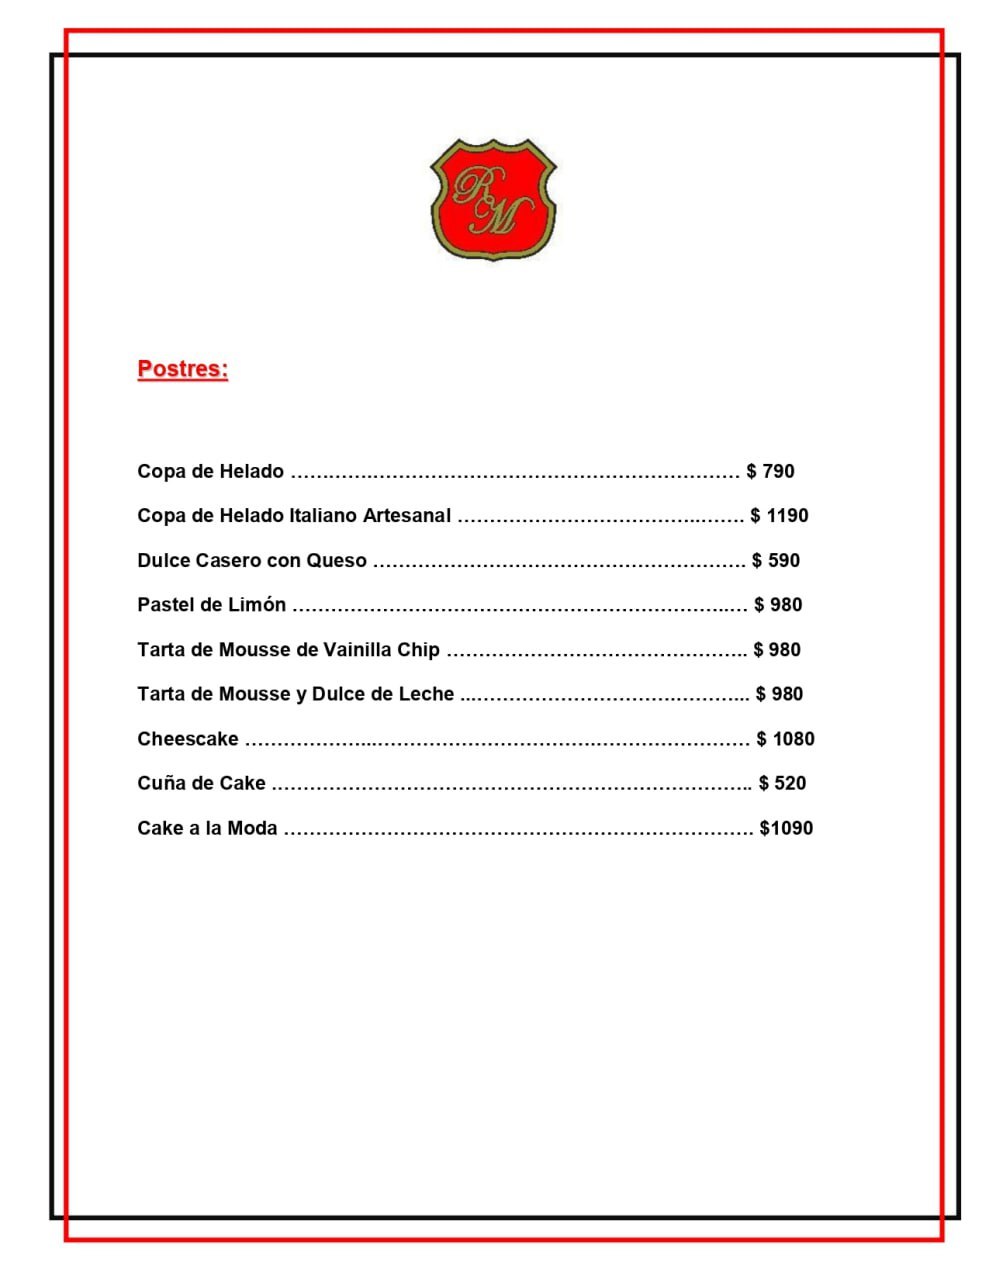 RM
Postres:
Copa de Helado ……………………………………………………………… $ 790
Copa de Helado Italiano Artesanal ………………………………..……. $ 1190
Dulce Casero con Queso …………………………………………………. $ 590
Pastel de Limón …………………………………………………………..… $ 980
Tarta de Mousse de Vainilla Chip ……………………………………….. $ 980
Tarta de Mousse y Dulce de Leche ..…………………………………….. $ 980
Cheescake ………………..………………………………………………… $ 1080
Cuña de Cake ……………………………………………………………….. $ 520
Cake a la Moda ………………………………………………………………. $1090